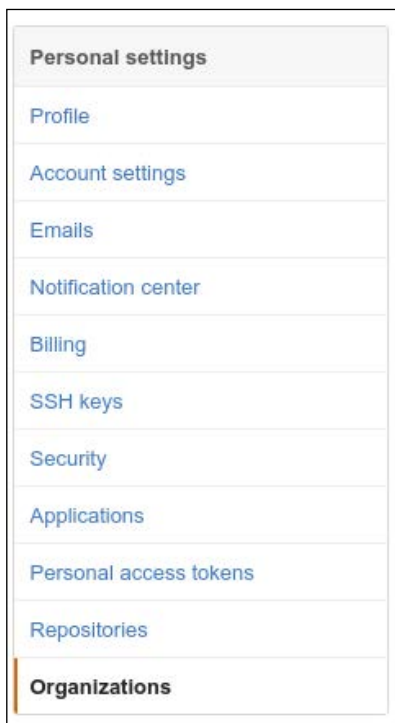 Personal settings
Profile
Account settings
Emails
Notification center
Billing
SSH keys
Security
Applications
Personal access tokens
Repositories
Organizations